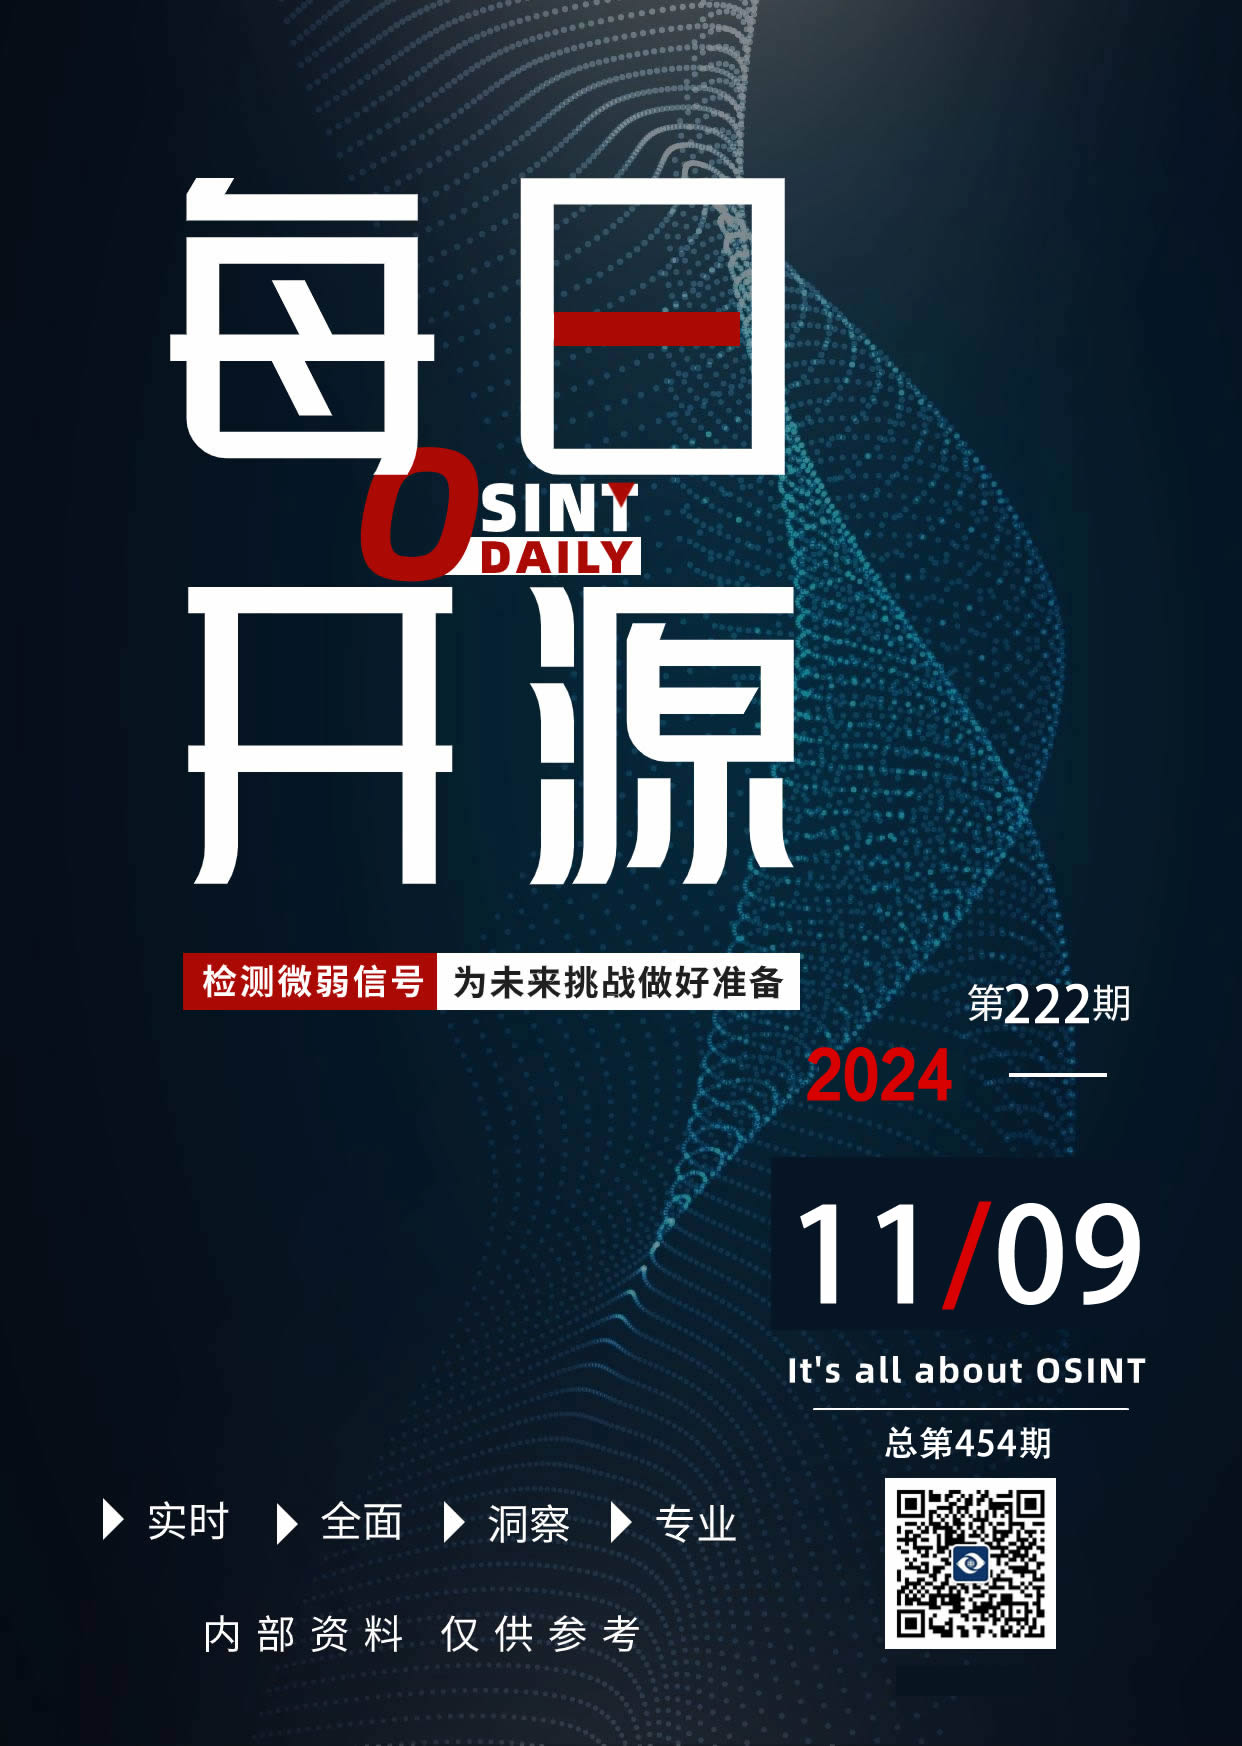 每日
OSINT
DAILY
开源
检测微弱信号 为未来挑战做好准备
第222期
2024
11/09
It's all about OSINT
总第454期
实时 全面 洞察 专业
内部资料 仅供参考